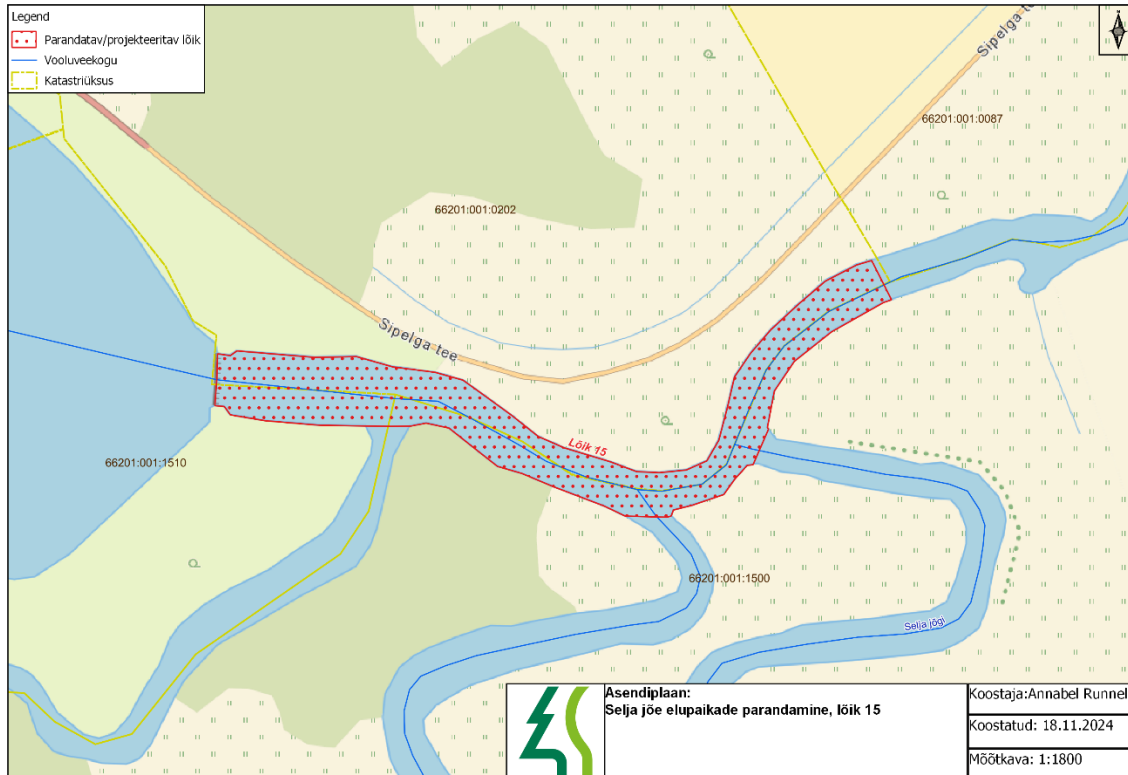 Legend
Parandatav/projekteeritav lõik
Vooluveekogu
Katastriüksus
N
Sipelga tee
66201:001:0087
66201:001:0202
Sipelga tee
Lõik 15
66201:001:1510
66201:001:1500
Selja jõgi
Asendiplaan:
Selja jõe elupaikade parandamine, lõik 15
Koostaja:Annabel Runnel
Koostatud: 18.11.2024
Mõõtkava: 1:1800